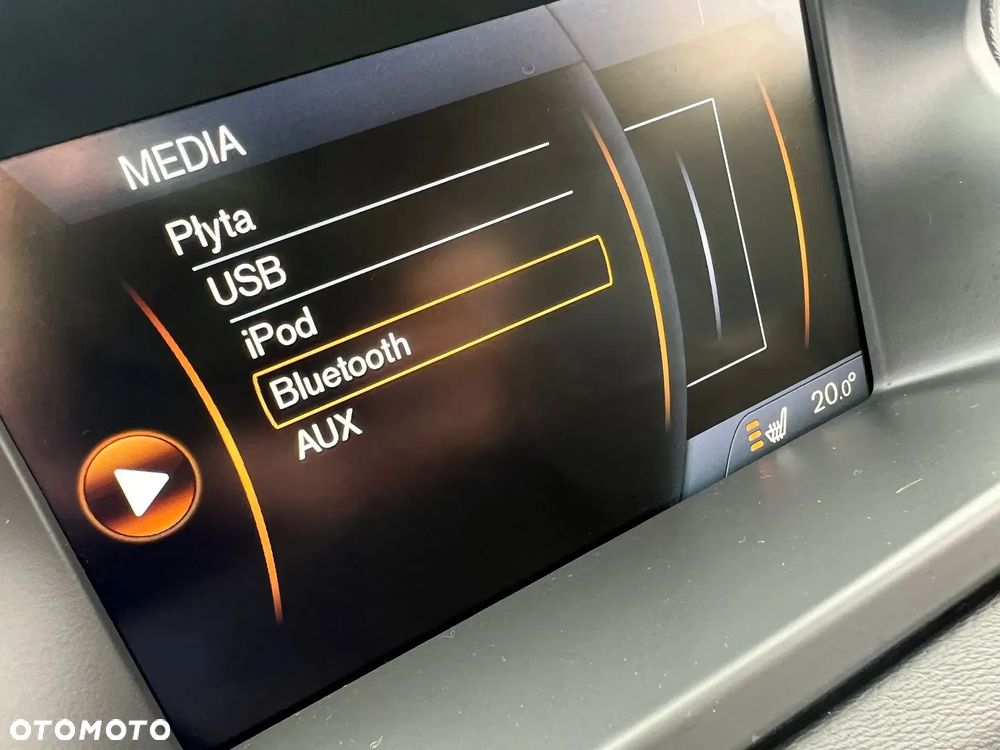 MEDIA
Płyta
USB
iPod
Bluetooth
AUX
20.0°
OTOMOTO